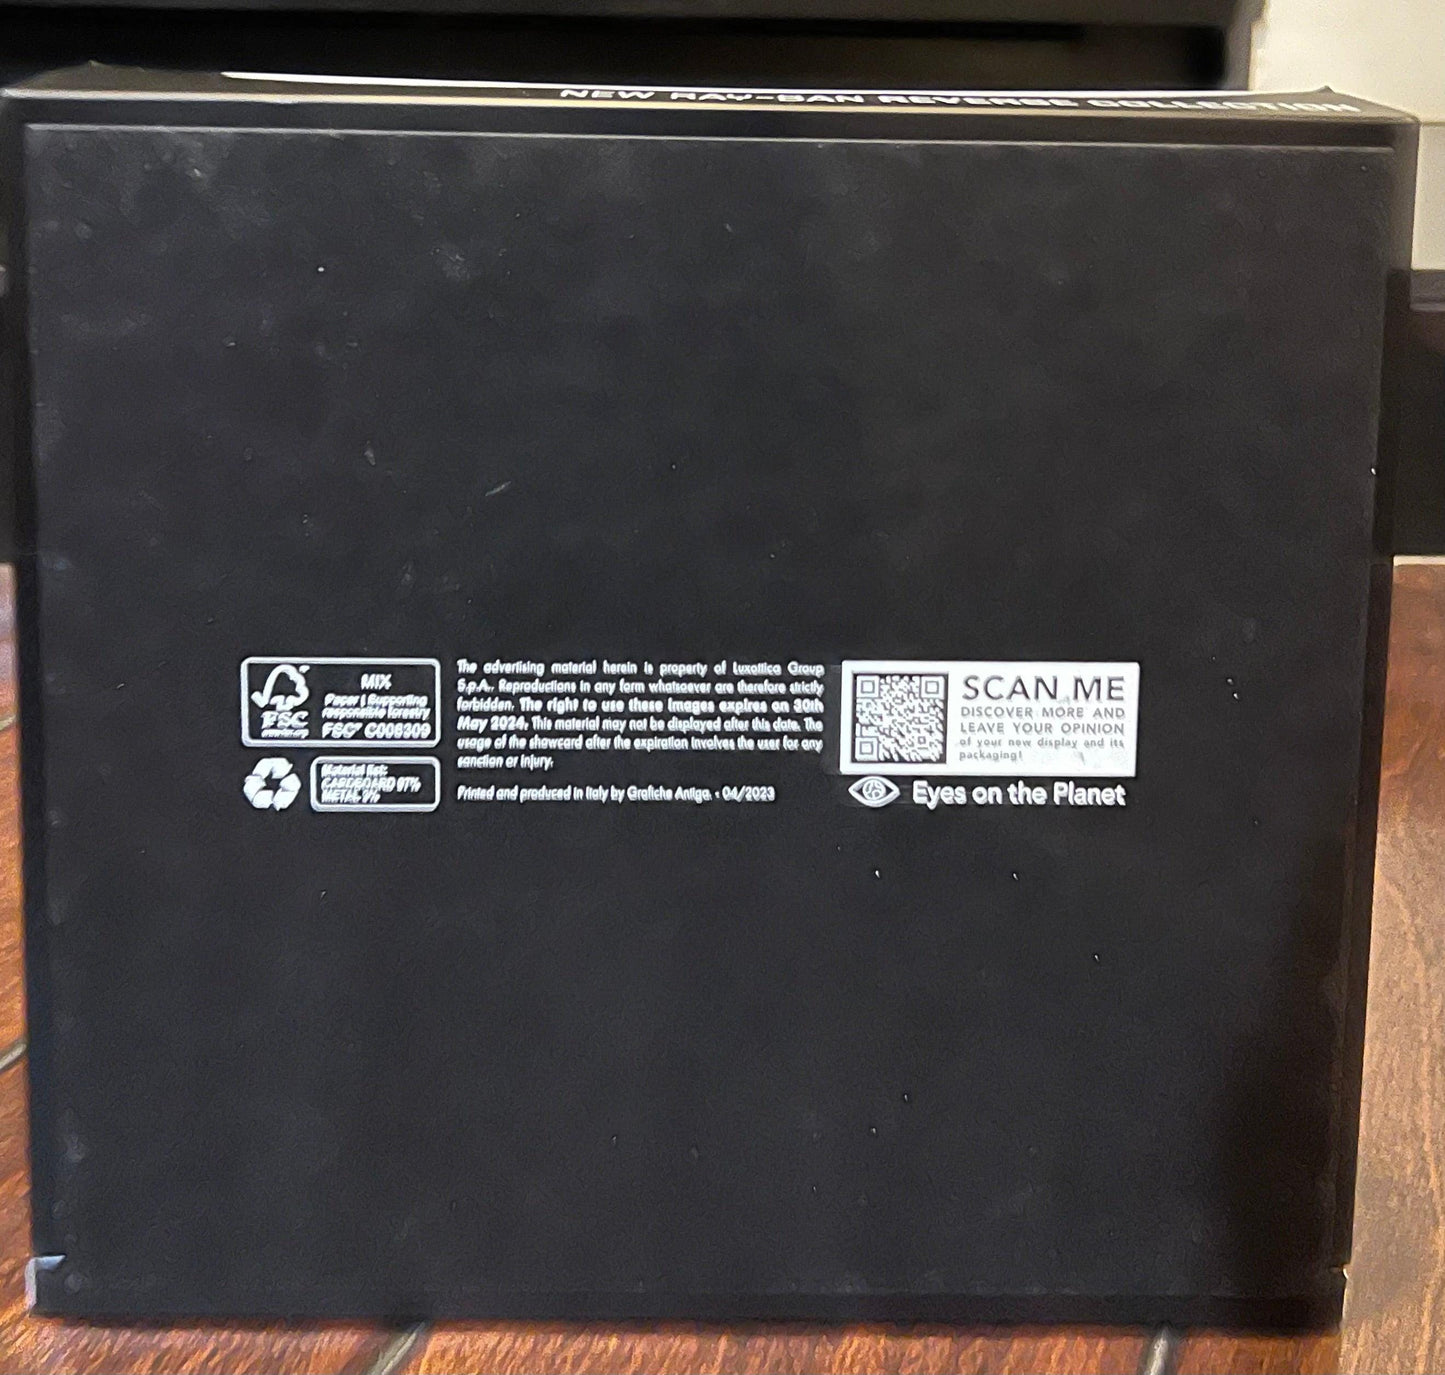 NEW RAY-BAN REVERSE COLLECTION
MIX
Paper | Supporting
responsible forestry
FSC
www.fsc.org
FSC® C008309
Material list:
CARDBOARD 97%
METAL 3%
The advertising material herein is property of Luxottica Group
S.p.A.. Reproductions in any form whatsoever are therefore strictly
forbidden. The right to use these images expires on 30th
May 2024. This material may not be displayed after this date. The
usage of the showcard after the expiration involves the user for any
sanction or injury.
Printed and produced in Italy by Grafiche Antiga. • 04/2023
SCAN ME
DISCOVER MORE AND
LEAVE YOUR OPINION
of your new display and its
packaging!
Eyes on the Planet